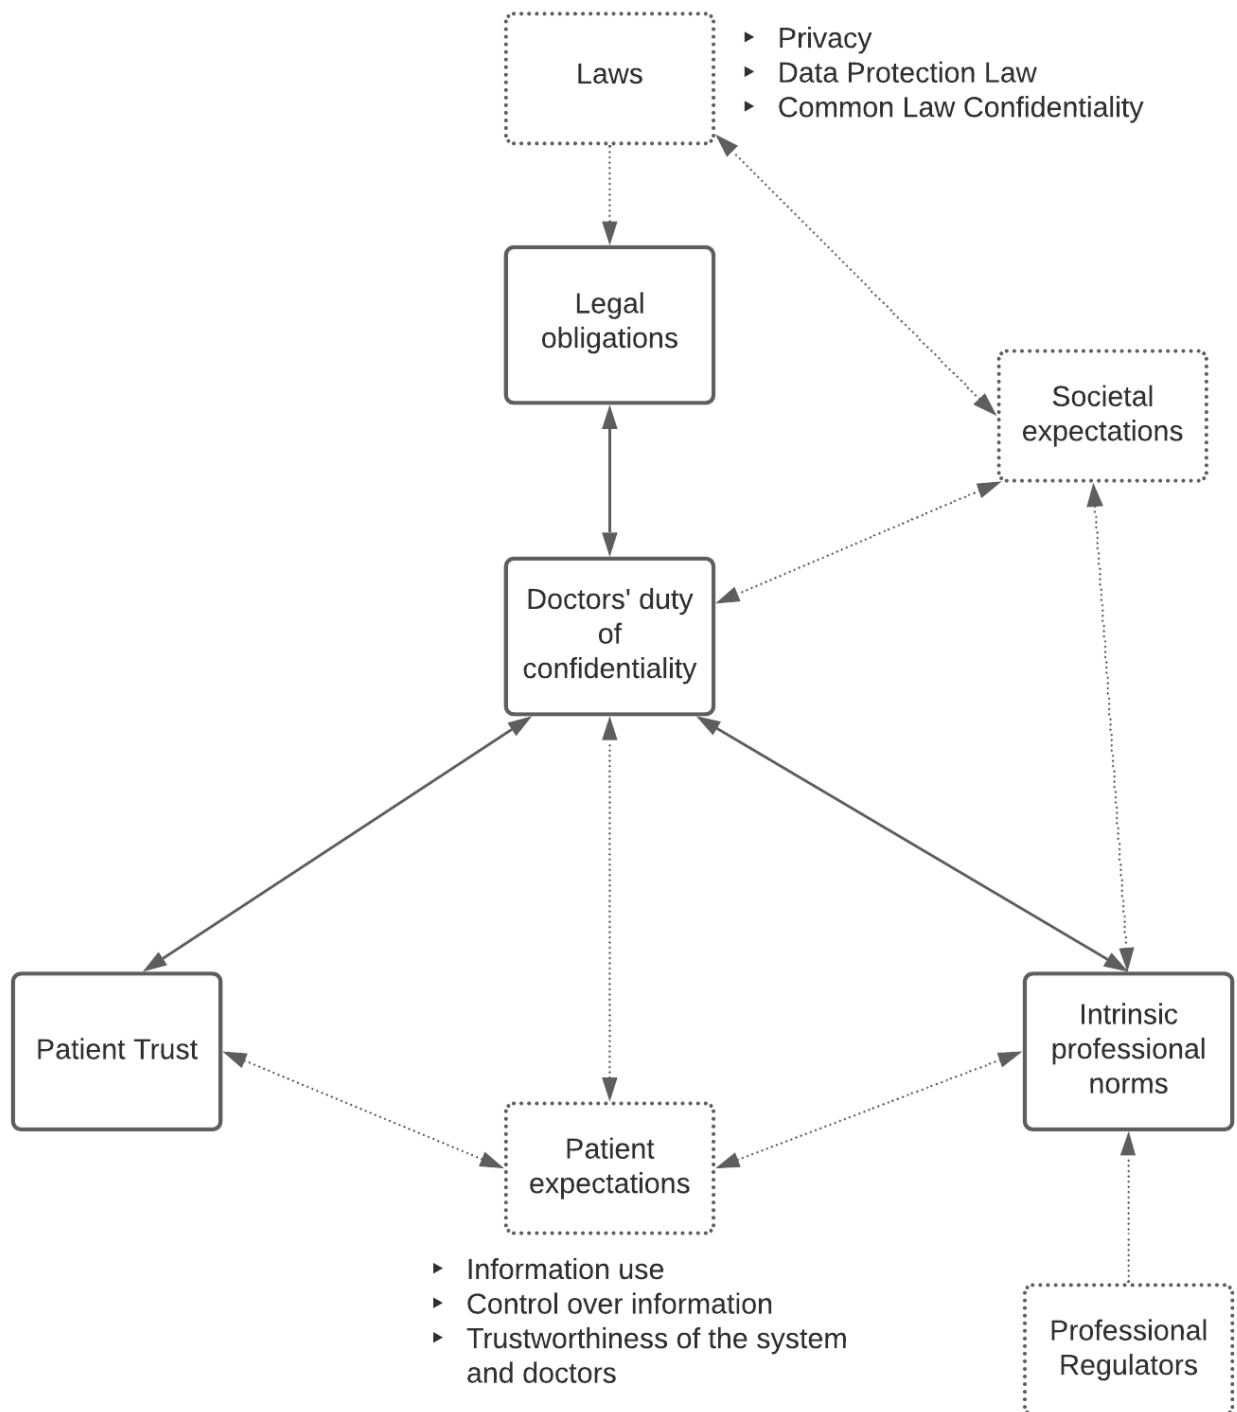 Laws
Privacy
Data Protection Law
Common Law Confidentiality
Legal
obligations
Societal
expectations
Doctors' duty
of
confidentiality
Patient Trust
Intrinsic
professional
norms
Patient
expectations
Information use
Control over information
Trustworthiness of the system
and doctors
Professional
Regulators